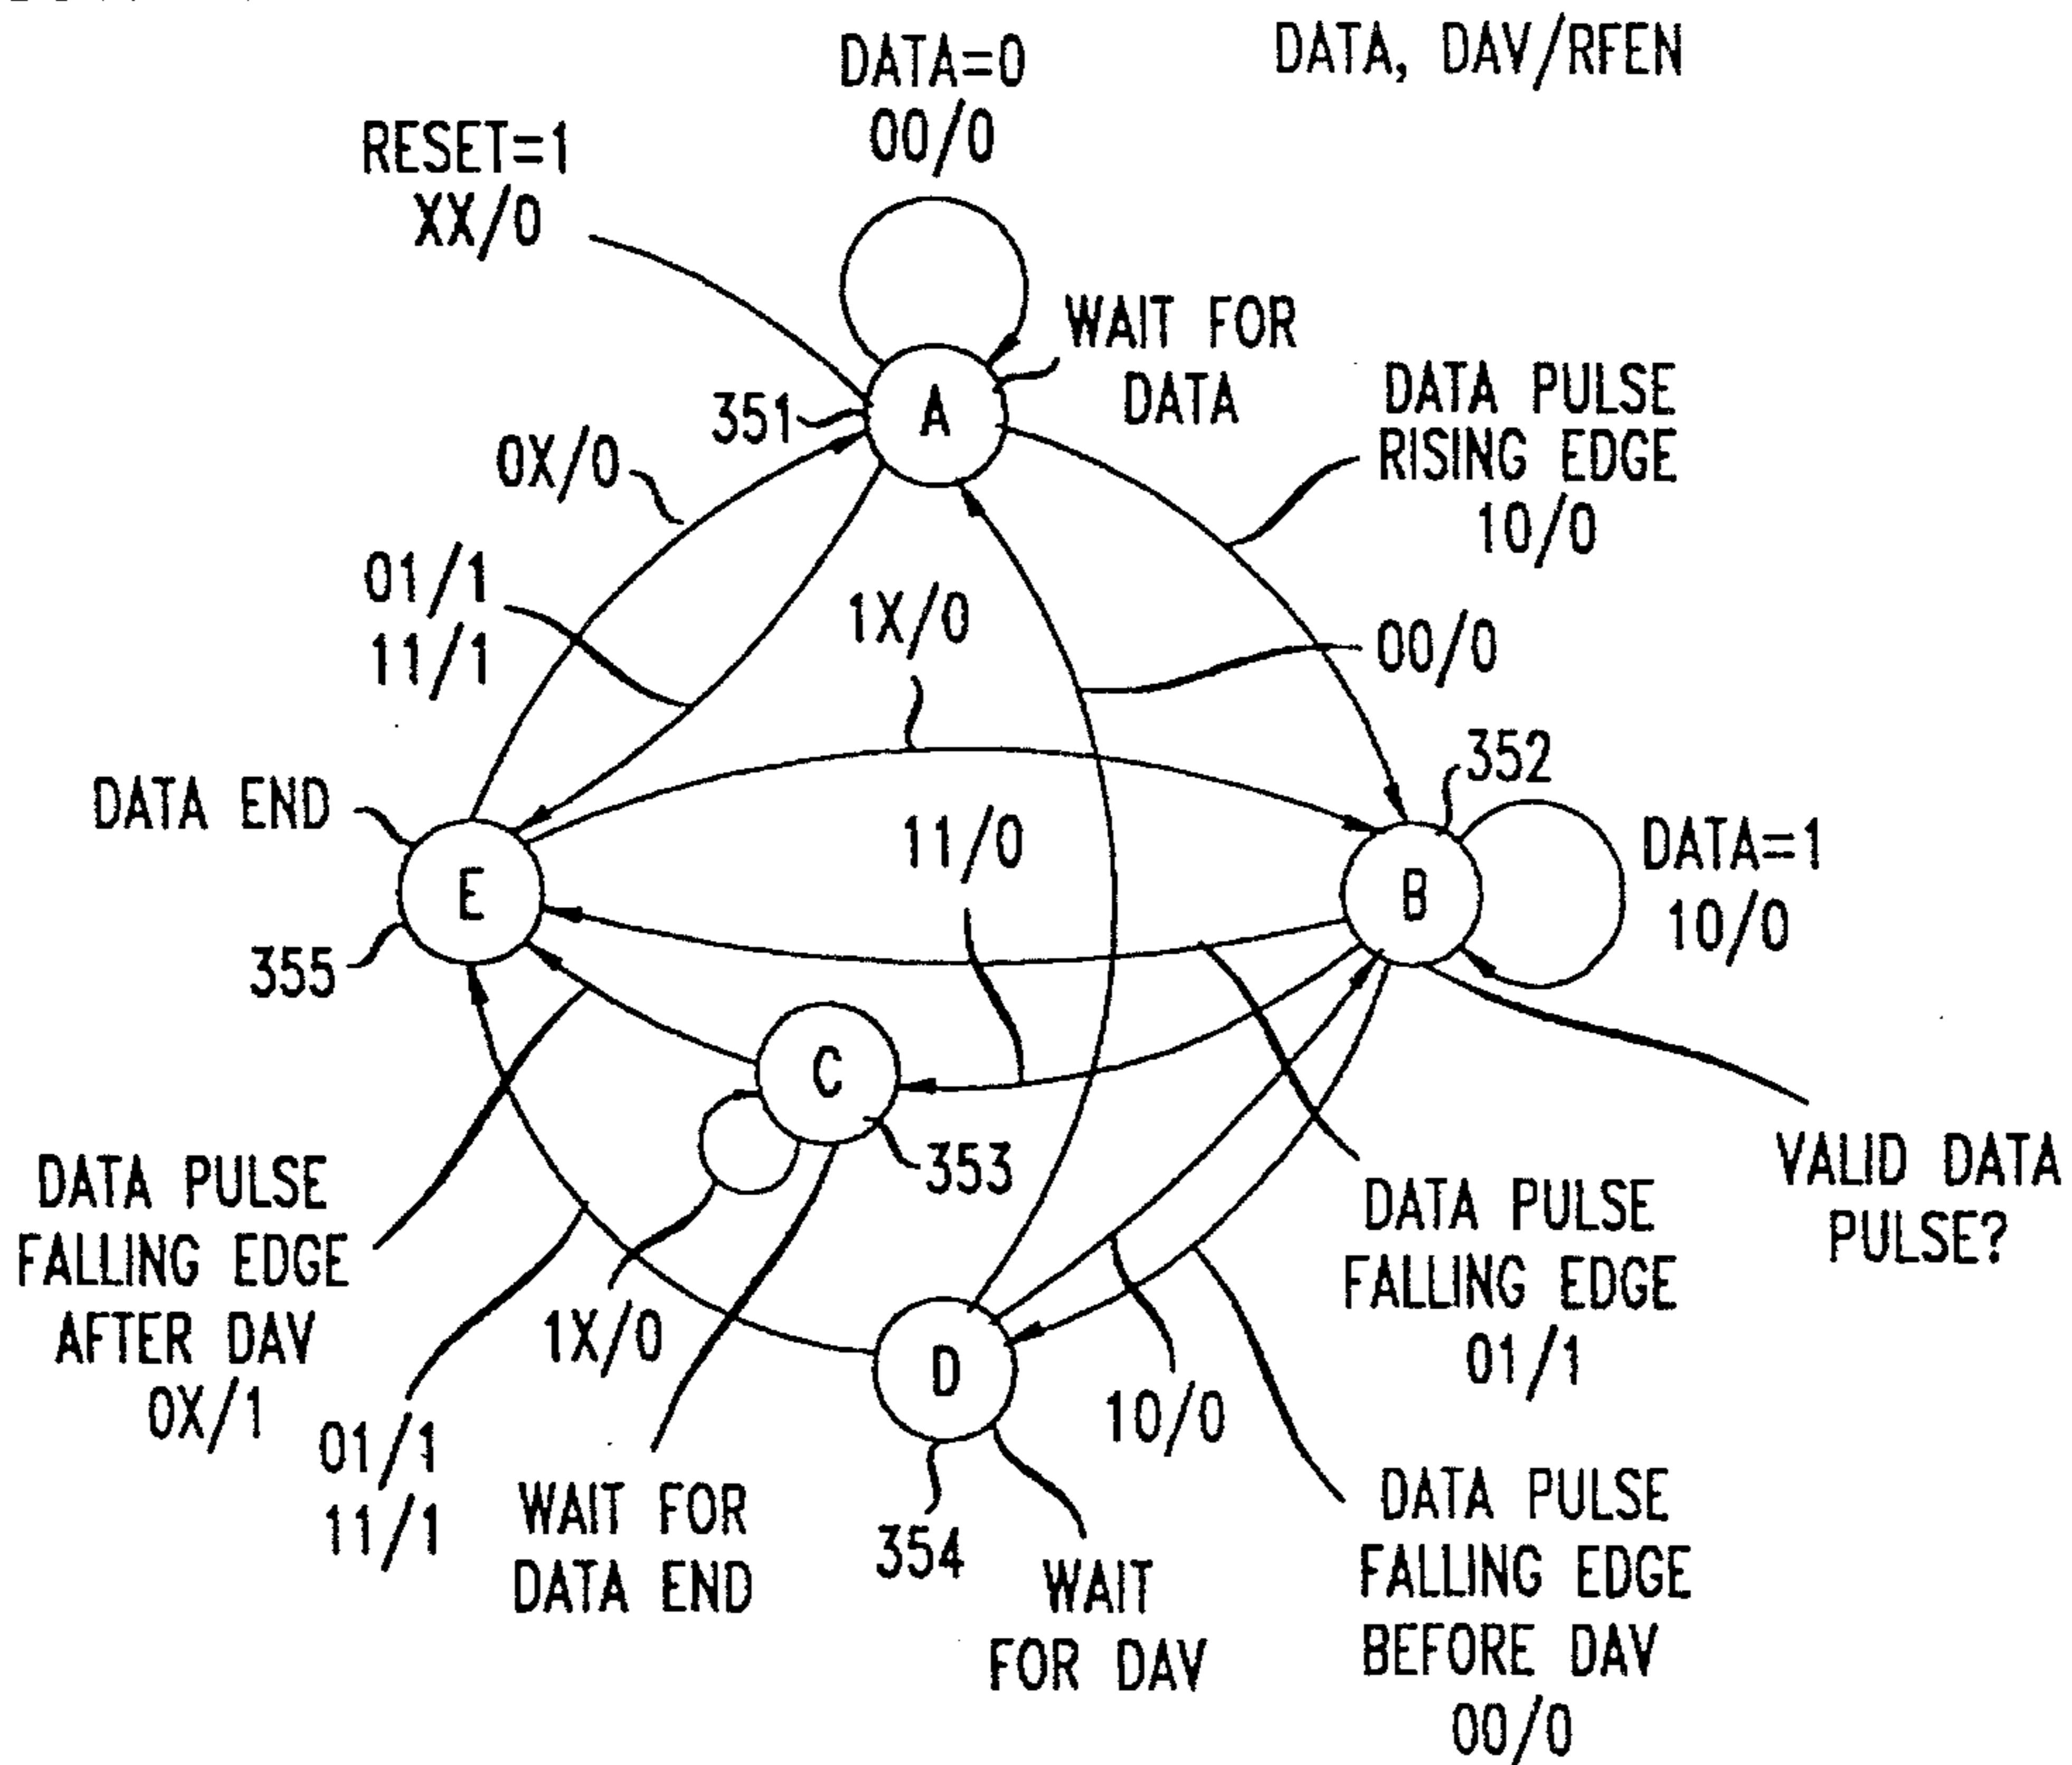 DATA, DAV/RFEN
DATA=0
00/0
RESET=1
XX/0
WAIT FOR
DATA
351
A
DATA PULSE
RISING EDGE
10/0
0X/0
01/1
11/1
1X/0
00/0
352
DATA END
DATA=1
10/0
11/0
E
B
355
C
353
VALID DATA
PULSE?
DATA PULSE
FALLING EDGE
AFTER DAV
0X/1
DATA PULSE
FALLING EDGE
01/1
1X/0
D
10/0
01/1
11/1
WAIT FOR
DATA END
354
WAIT
FOR DAV
DATA PULSE
FALLING EDGE
BEFORE DAV
00/0